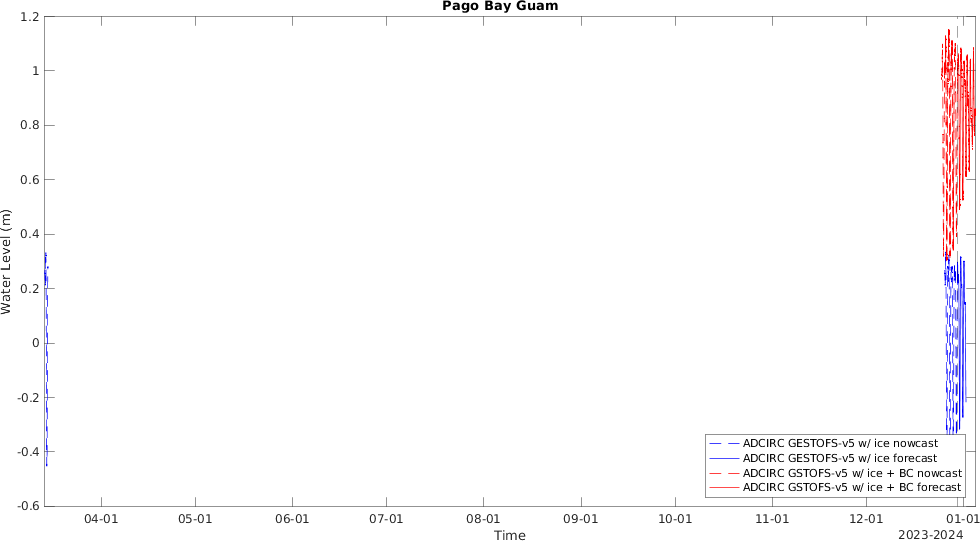 Pago Bay Guam
1.2
1
0.8
0.6
0.4
0.2
0
-0.2
-0.4
-0.6
Water Level (m)
ADCIRC GESTOFS-v5 w/ ice nowcast
ADCIRC GESTOFS-v5 w/ ice forecast
ADCIRC GSTOFS-v5 w/ ice + BC nowcast
ADCIRC GSTOFS-v5 w/ ice + BC forecast
04-01 05-01 06-01 07-01 08-01 09-01 10-01 11-01 12-01 01-01
Time
2023-2024